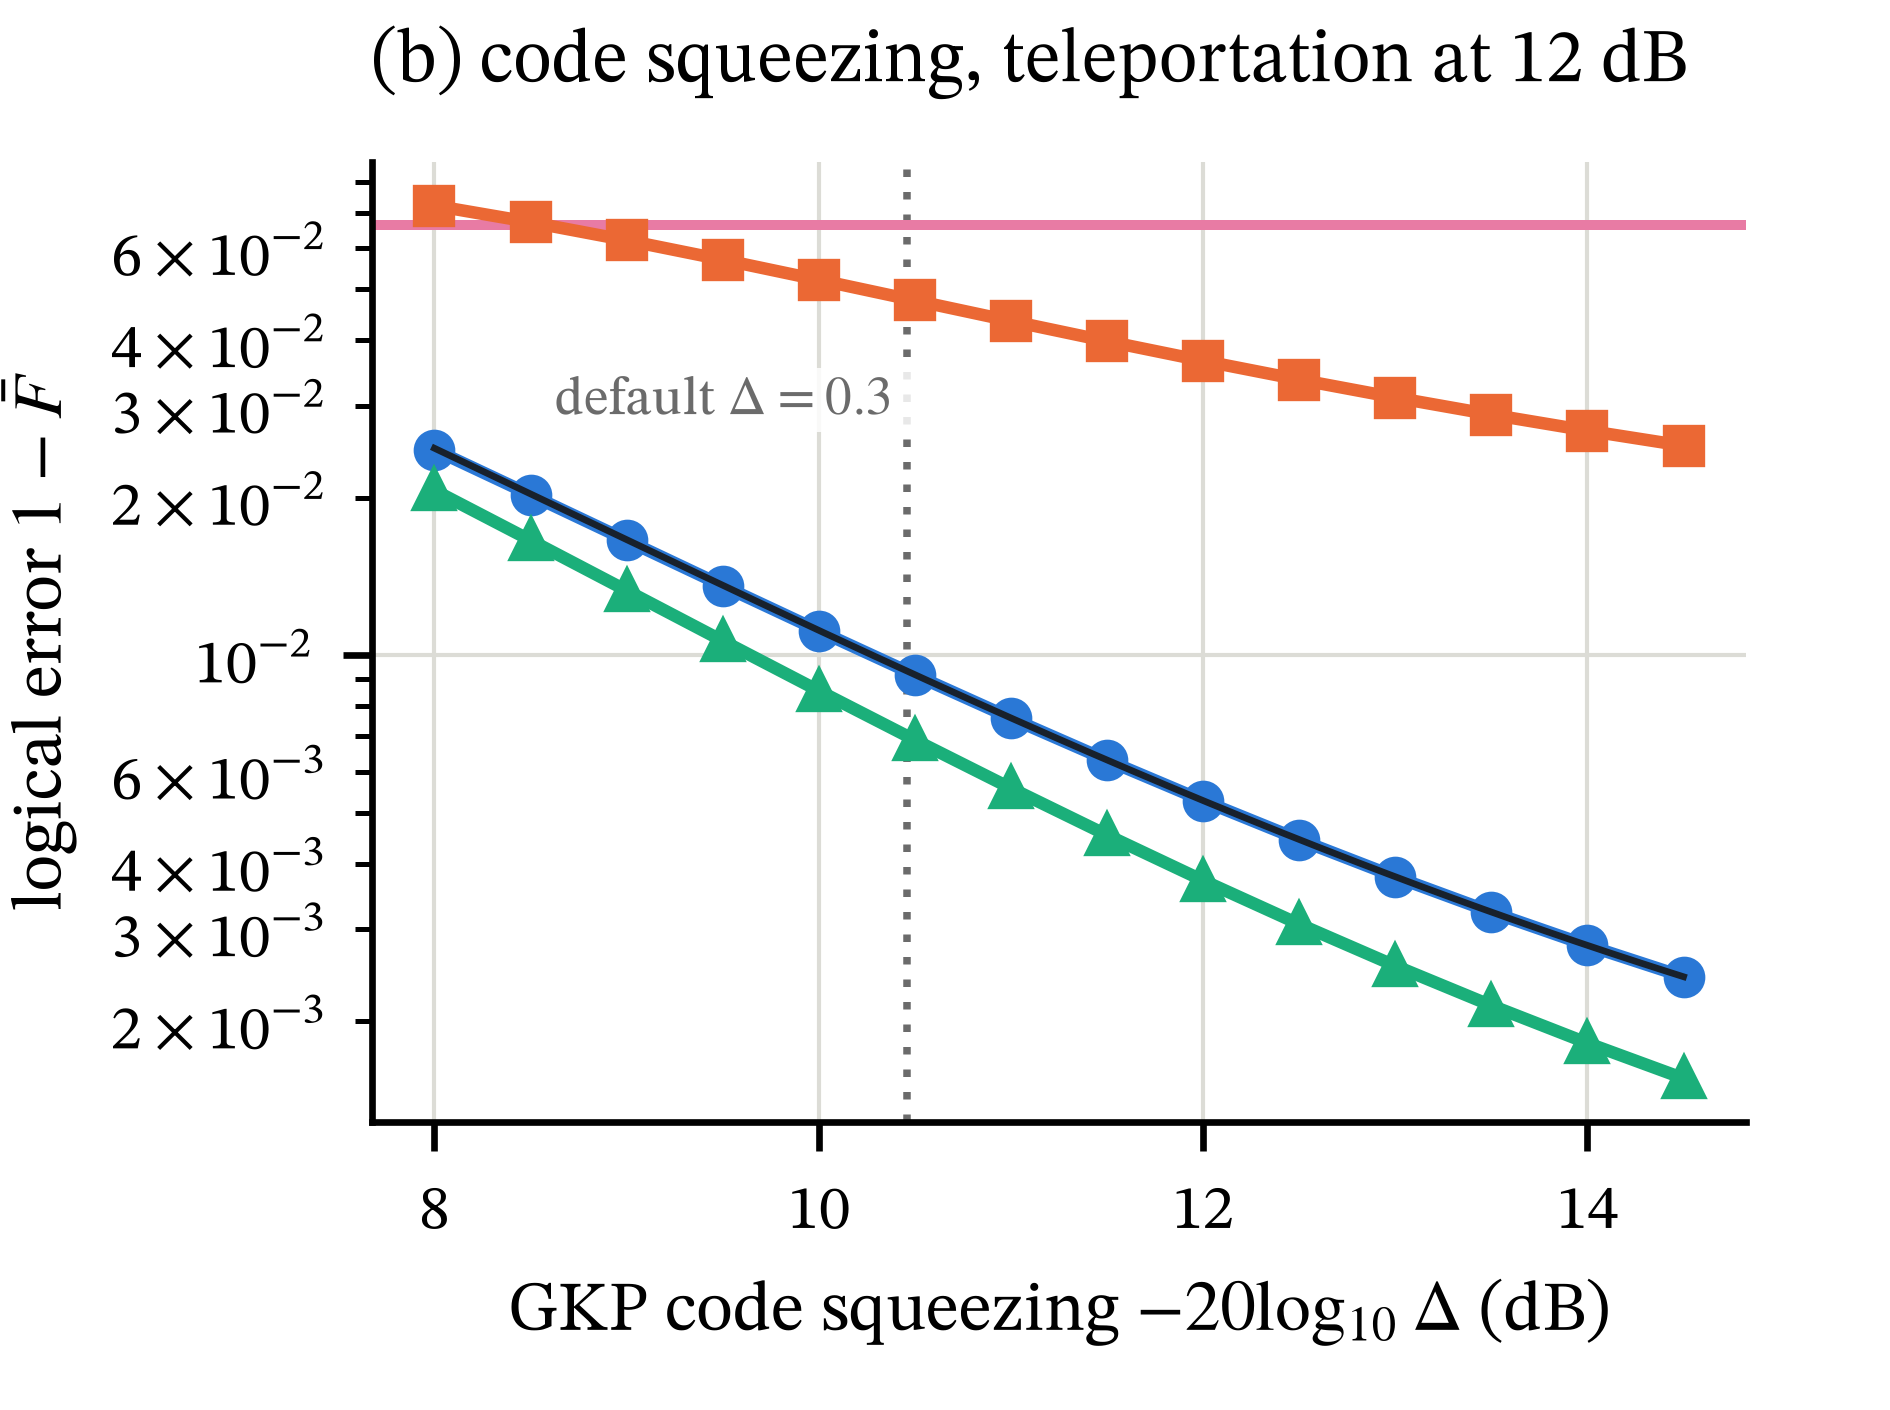 (b) code squeezing, teleportation at 12 dB
logical error 1 − F̄
6 × 10⁻²
4 × 10⁻²
3 × 10⁻²
2 × 10⁻²
10⁻²
6 × 10⁻³
4 × 10⁻³
3 × 10⁻³
2 × 10⁻³
default Δ = 0.3
8 10 12 14
GKP code squeezing −20log₁₀ Δ (dB)